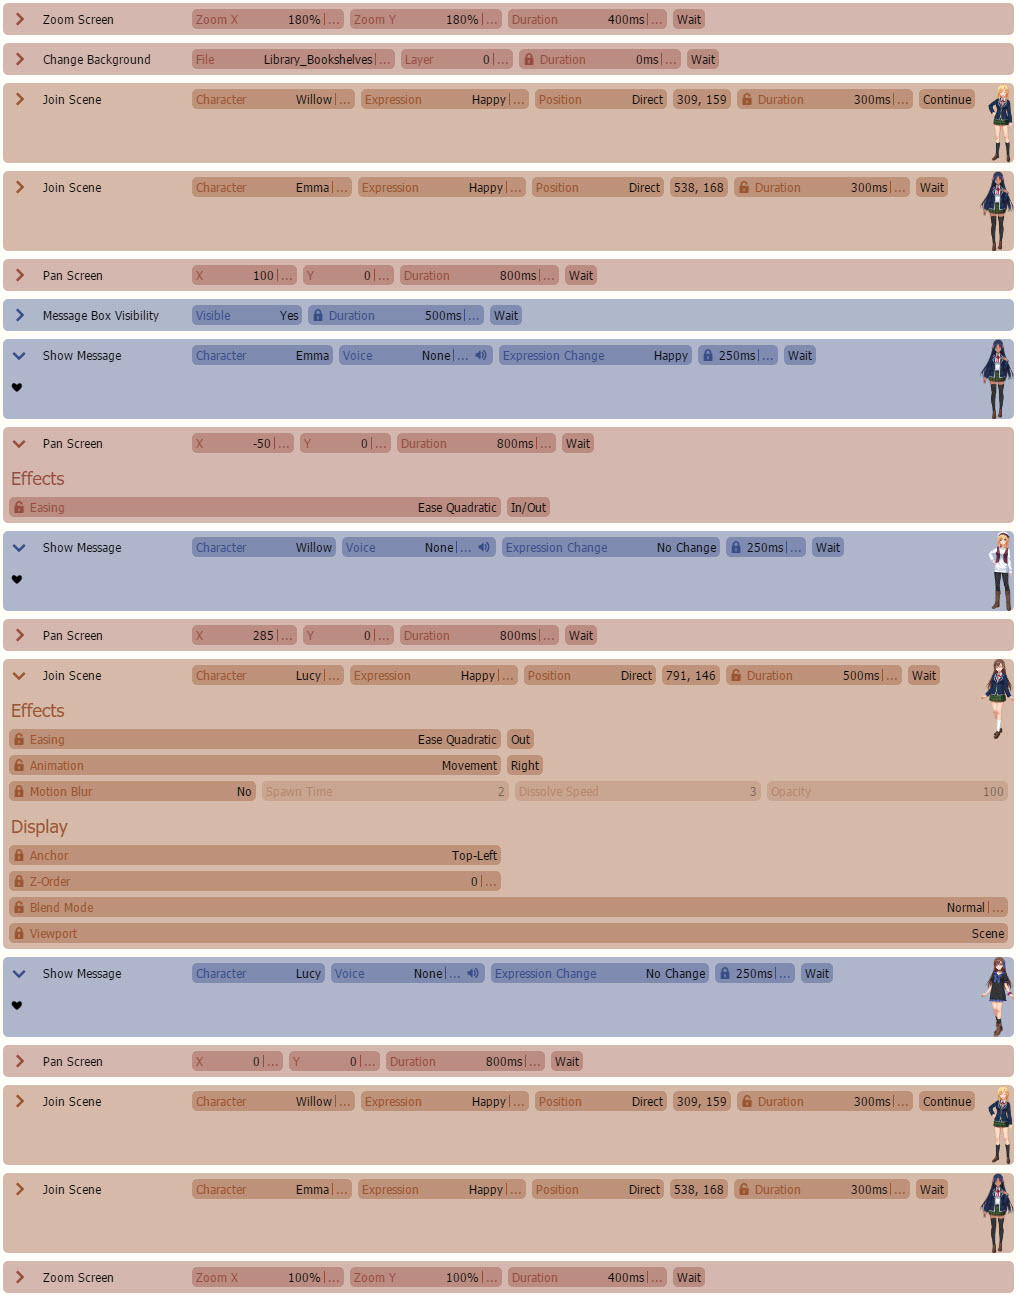 Zoom Screen Zoom X 180% | ... Zoom Y 180% | ... Duration 400ms | ... Wait
Change Background File Library_Bookshelves | ... Layer 0 | ... Duration 0ms | ... Wait
Join Scene Character Willow | ... Expression Happy | ... Position Direct 309, 159 Duration 300ms | ... Continue
Join Scene Character Emma | ... Expression Happy | ... Position Direct 538, 168 Duration 300ms | ... Wait
Pan Screen X 100 | ... Y 0 | ... Duration 800ms | ... Wait
Message Box Visibility Visible Yes Duration 500ms | ... Wait
Show Message Character Emma Voice None | ... Expression Change Happy 250ms | ... Wait
♥
Pan Screen X -50 | ... Y 0 | ... Duration 800ms | ... Wait
Effects
Easing Ease Quadratic In/Out
Show Message Character Willow Voice None | ... Expression Change No Change 250ms | ... Wait
♥
Pan Screen X 285 | ... Y 0 | ... Duration 800ms | ... Wait
Join Scene Character Lucy | ... Expression Happy | ... Position Direct 791, 146 Duration 500ms | ... Wait
Effects
Easing Ease Quadratic Out
Animation Movement Right
Motion Blur No Spawn Time 2 Dissolve Speed 3 Opacity 100
Display
Anchor Top-Left
Z-Order 0 | ...
Blend Mode Normal | ...
Viewport Scene
Show Message Character Lucy Voice None | ... Expression Change No Change 250ms | ... Wait
♥
Pan Screen X 0 | ... Y 0 | ... Duration 800ms | ... Wait
Join Scene Character Willow | ... Expression Happy | ... Position Direct 309, 159 Duration 300ms | ... Continue
Join Scene Character Emma | ... Expression Happy | ... Position Direct 538, 168 Duration 300ms | ... Wait
Zoom Screen Zoom X 100% | ... Zoom Y 100% | ... Duration 400ms | ... Wait